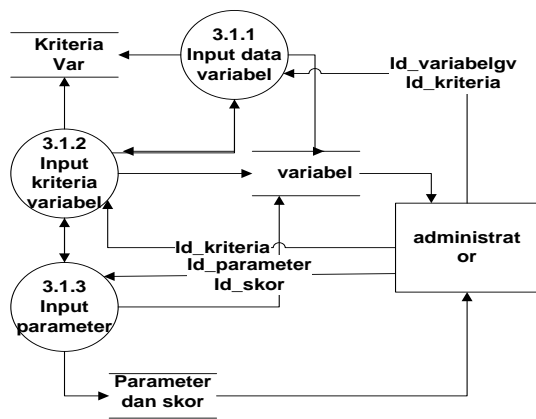 Kriteria
Var
3.1.1
Input data
variabel
Id_variabelgv
Id_kriteria
3.1.2
Input
kriteria
variabel
variabel
administrat
or
Id_kriteria
Id_parameter
Id_skor
3.1.3
Input
parameter
Parameter
dan skor